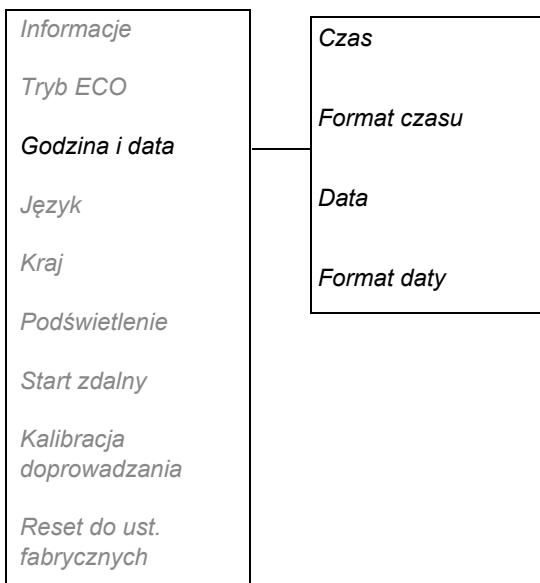 Informacje
Tryb ECO
Godzina i data
Język
Kraj
Podświetlenie
Start zdalny
Kalibracja
doprowadzania
Reset do ust.
fabrycznych
Czas
Format czasu
Data
Format daty